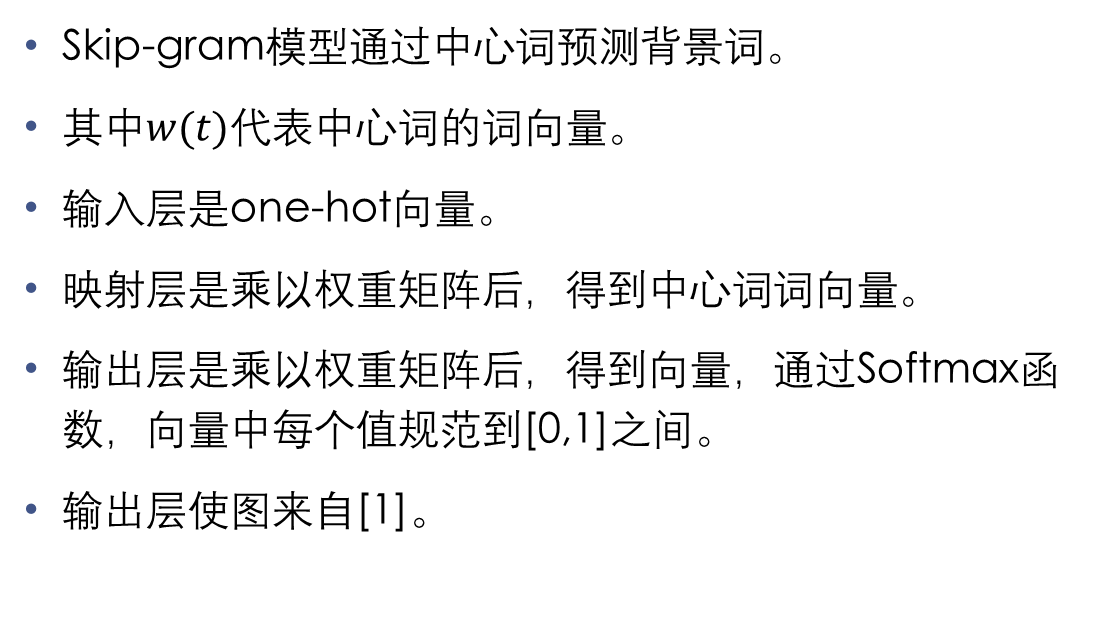 • Skip-gram模型通过中心词预测背景词。
• 其中w(t)代表中心词的词向量。
• 输入层是one-hot向量。
• 映射层是乘以权重矩阵后，得到中心词词向量。
• 输出层是乘以权重矩阵后，得到向量，通过Softmax函
数，向量中每个值规范到[0,1]之间。
• 输出层使图来自[1]。